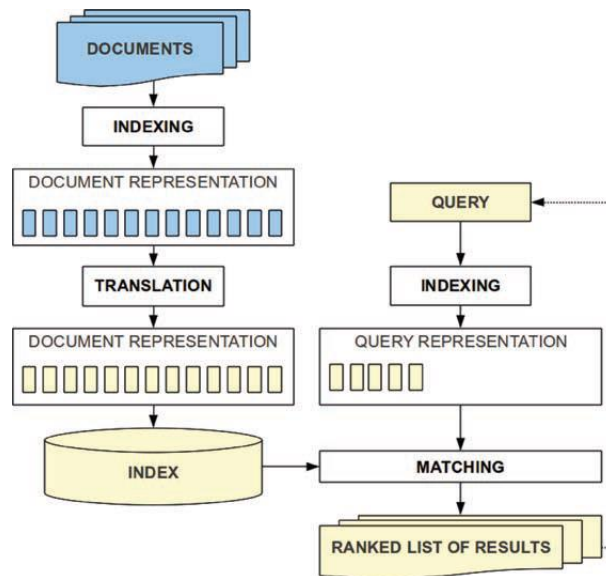 DOCUMENTS
INDEXING
DOCUMENT REPRESENTATION
TRANSLATION
DOCUMENT REPRESENTATION
INDEX
QUERY
INDEXING
QUERY REPRESENTATION
MATCHING
RANKED LIST OF RESULTS